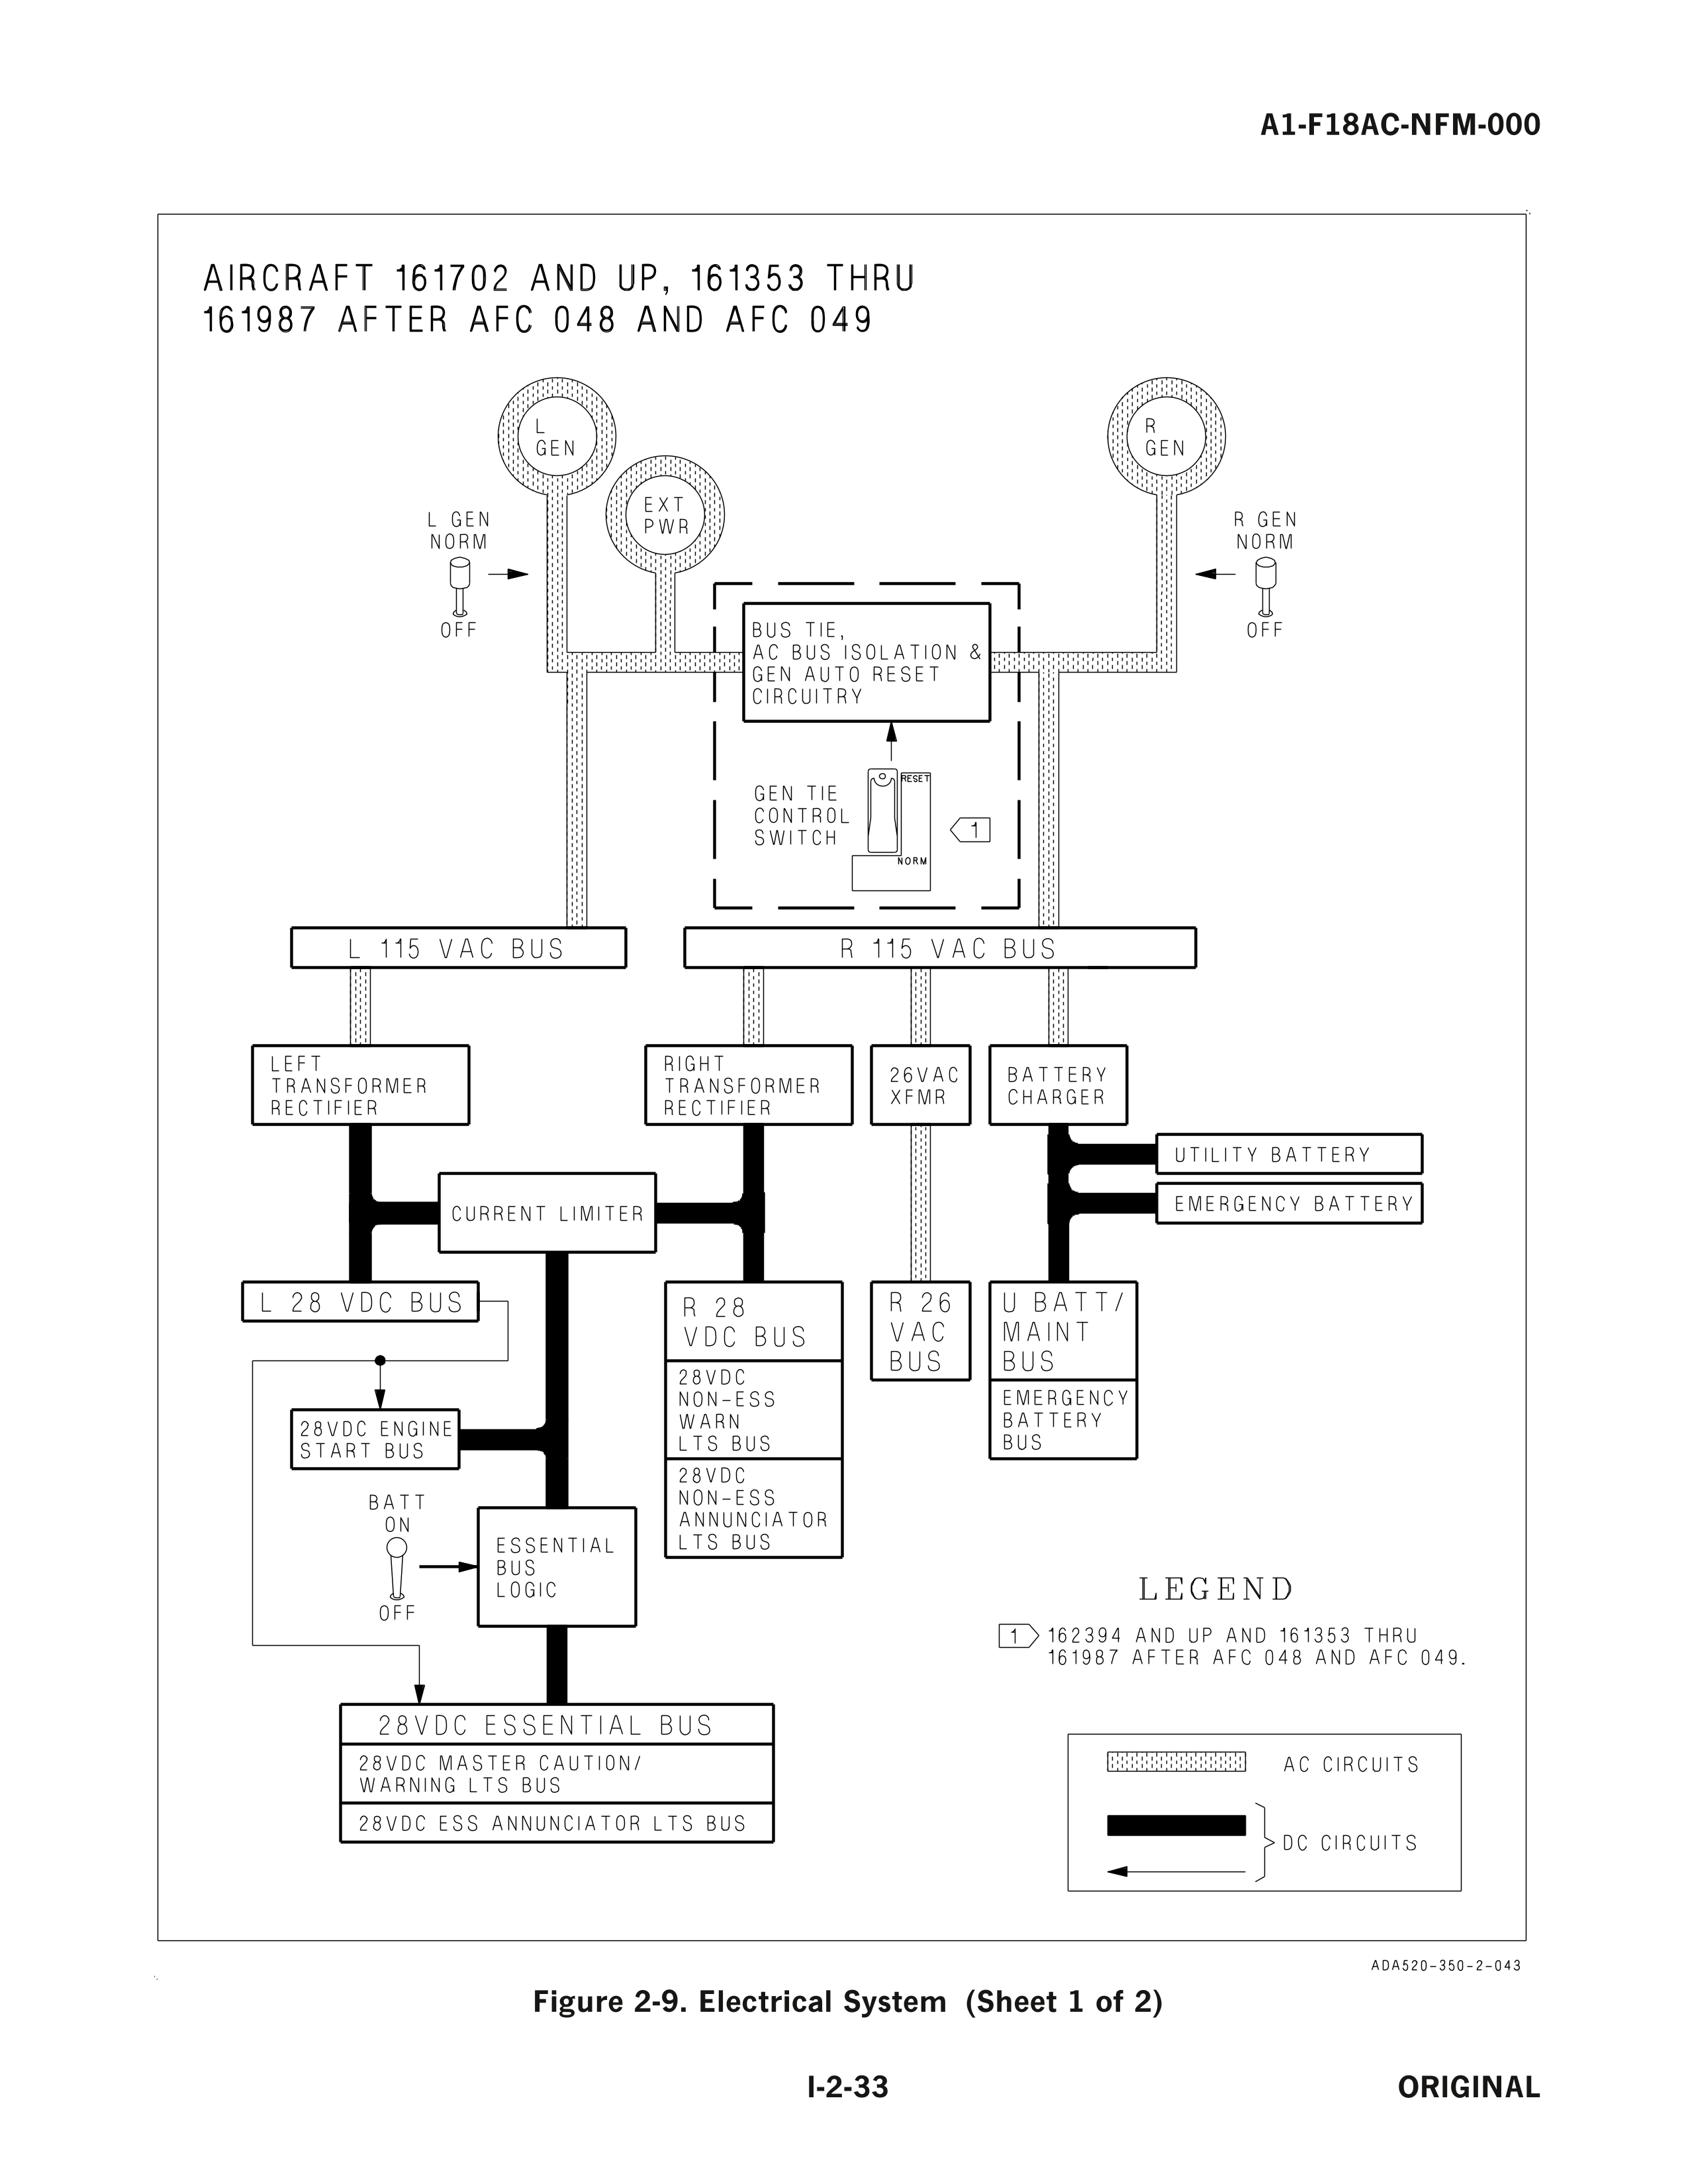 A1-F18AC-NFM-000
AIRCRAFT 161702 AND UP, 161353 THRU
161987 AFTER AFC 048 AND AFC 049
L
GEN
R
GEN
EXT
PWR
L GEN
NORM
OFF
R GEN
NORM
OFF
BUS TIE,
AC BUS ISOLATION &
GEN AUTO RESET
CIRCUITRY
GEN TIE
CONTROL
SWITCH
RESET
NORM
1
L 115 VAC BUS
R 115 VAC BUS
LEFT
TRANSFORMER
RECTIFIER
RIGHT
TRANSFORMER
RECTIFIER
26VAC
XFMR
BATTERY
CHARGER
UTILITY BATTERY
EMERGENCY BATTERY
CURRENT LIMITER
L 28 VDC BUS
R 28
VDC BUS
28VDC
NON-ESS
WARN
LTS BUS
28VDC
NON-ESS
ANNUNCIATOR
LTS BUS
R 26
VAC
BUS
U BATT/
MAINT
BUS
EMERGENCY
BATTERY
BUS
28VDC ENGINE
START BUS
BATT
ON
OFF
ESSENTIAL
BUS
LOGIC
28VDC ESSENTIAL BUS
28VDC MASTER CAUTION/
WARNING LTS BUS
28VDC ESS ANNUNCIATOR LTS BUS
LEGEND
1 162394 AND UP AND 161353 THRU
161987 AFTER AFC 048 AND AFC 049.
AC CIRCUITS
DC CIRCUITS
ADA520-350-2-043
Figure 2-9. Electrical System (Sheet 1 of 2)
I-2-33
ORIGINAL